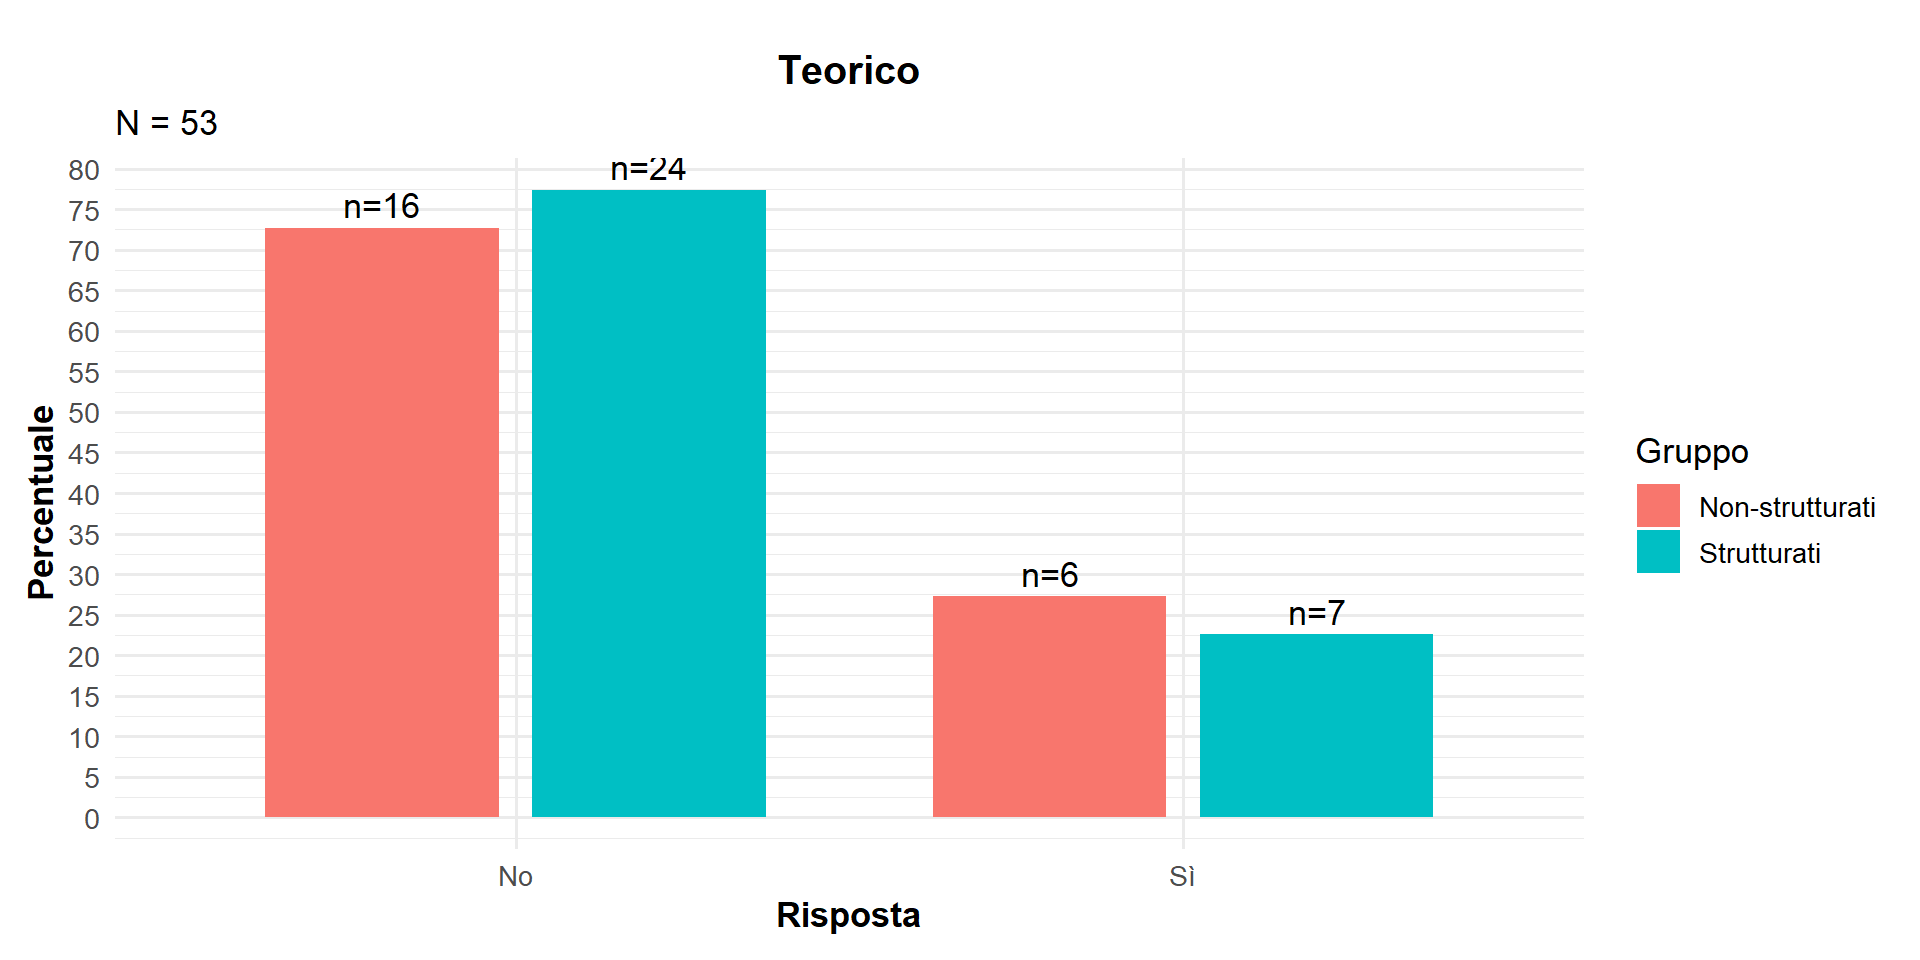 Teorico
N = 53
80
75
70
65
60
55
50
45
40
35
30
25
20
15
10
5
0
Percentuale
n=16
n=24
n=6
n=7
No
Sì
Risposta
Gruppo
Non-strutturati
Strutturati